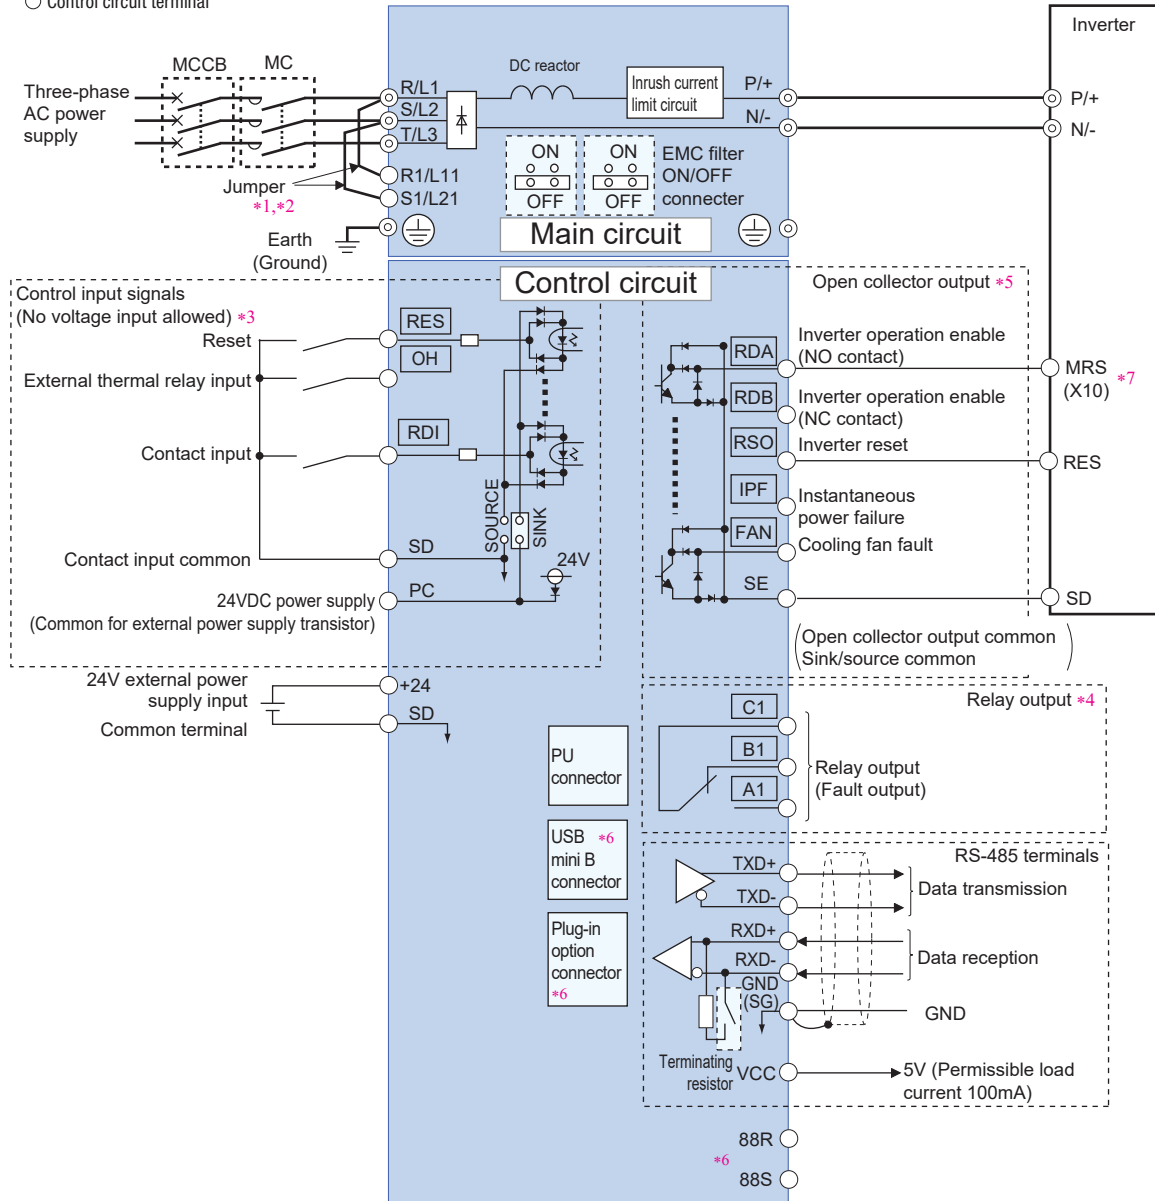 Control circuit terminal
Inverter
MCCB
MC
DC reactor
Three-phase
AC power
supply
R/L1
S/L2
T/L3
Inrush current
limit circuit
P/+
N/-
P/+
N/-
ON
OFF
ON
OFF
EMC filter
ON/OFF
connecter
R1/L11
S1/L21
Jumper
*1,*2
Earth
(Ground)
Main circuit
Control circuit
Control input signals
(No voltage input allowed) *3
Reset
External thermal relay input
Contact input
Contact input common
24VDC power supply
(Common for external power supply transistor)
RES
OH
RDI
SD
PC
SOURCE
SINK
24V
Open collector output *5
RDA
Inverter operation enable
(NO contact)
RDB
Inverter operation enable
(NC contact)
RSO
Inverter reset
IPF
Instantaneous
power failure
FAN
Cooling fan fault
SE
Open collector output common
Sink/source common
MRS
(X10)
*7
RES
SD
24V external power
supply input
Common terminal
+24
SD
Relay output *4
C1
B1
A1
Relay output
(Fault output)
PU
connector
USB *6
mini B
connector
Plug-in
option
connector
*6
RS-485 terminals
TXD+
TXD-
Data transmission
RXD+
RXD-
Data reception
GND
(SG)
GND
Terminating
resistor
VCC
5V (Permissible load
current 100mA)
88R
*6
88S